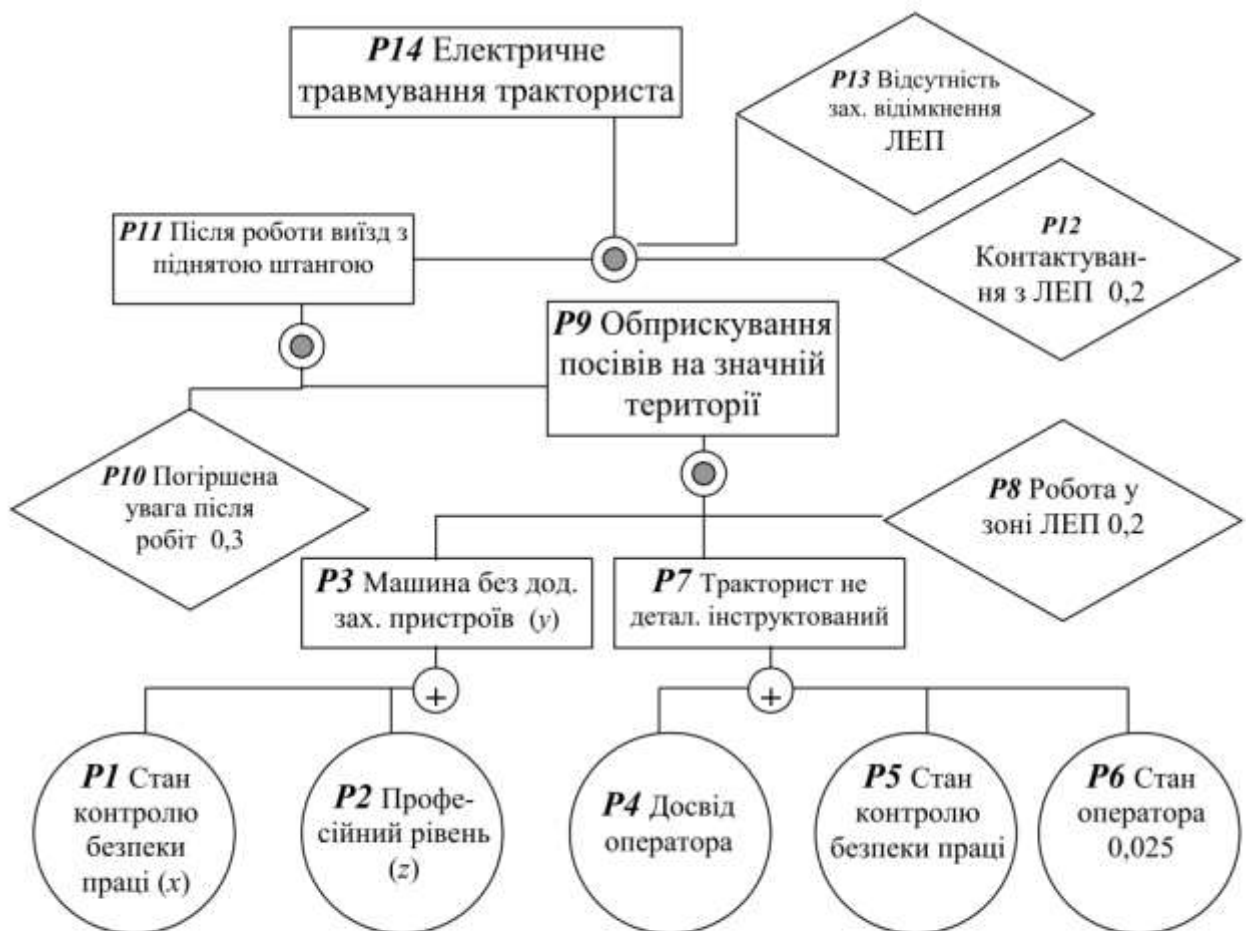 P14 Електричне
травмування тракториста
P13 Відсутність
зах. відімкнення
ЛЕП
P11 Після роботи виїзд з
піднятою штангою
P12
Контактуван-
ня з ЛЕП 0,2
P9 Обприскування
посівів на значній
території
P10 Погіршена
увага після
робіт 0,3
P8 Робота у
зоні ЛЕП 0,2
P3 Машина без дод.
зах. пристроїв (y)
P7 Тракторист не
детал. інструктований
+
+
P1 Стан
контролю
безпеки
праці (x)
P2 Профе-
сійний рівень
(z)
P4 Досвід
оператора
P5 Стан
контролю
безпеки праці
P6 Стан
оператора
0,025